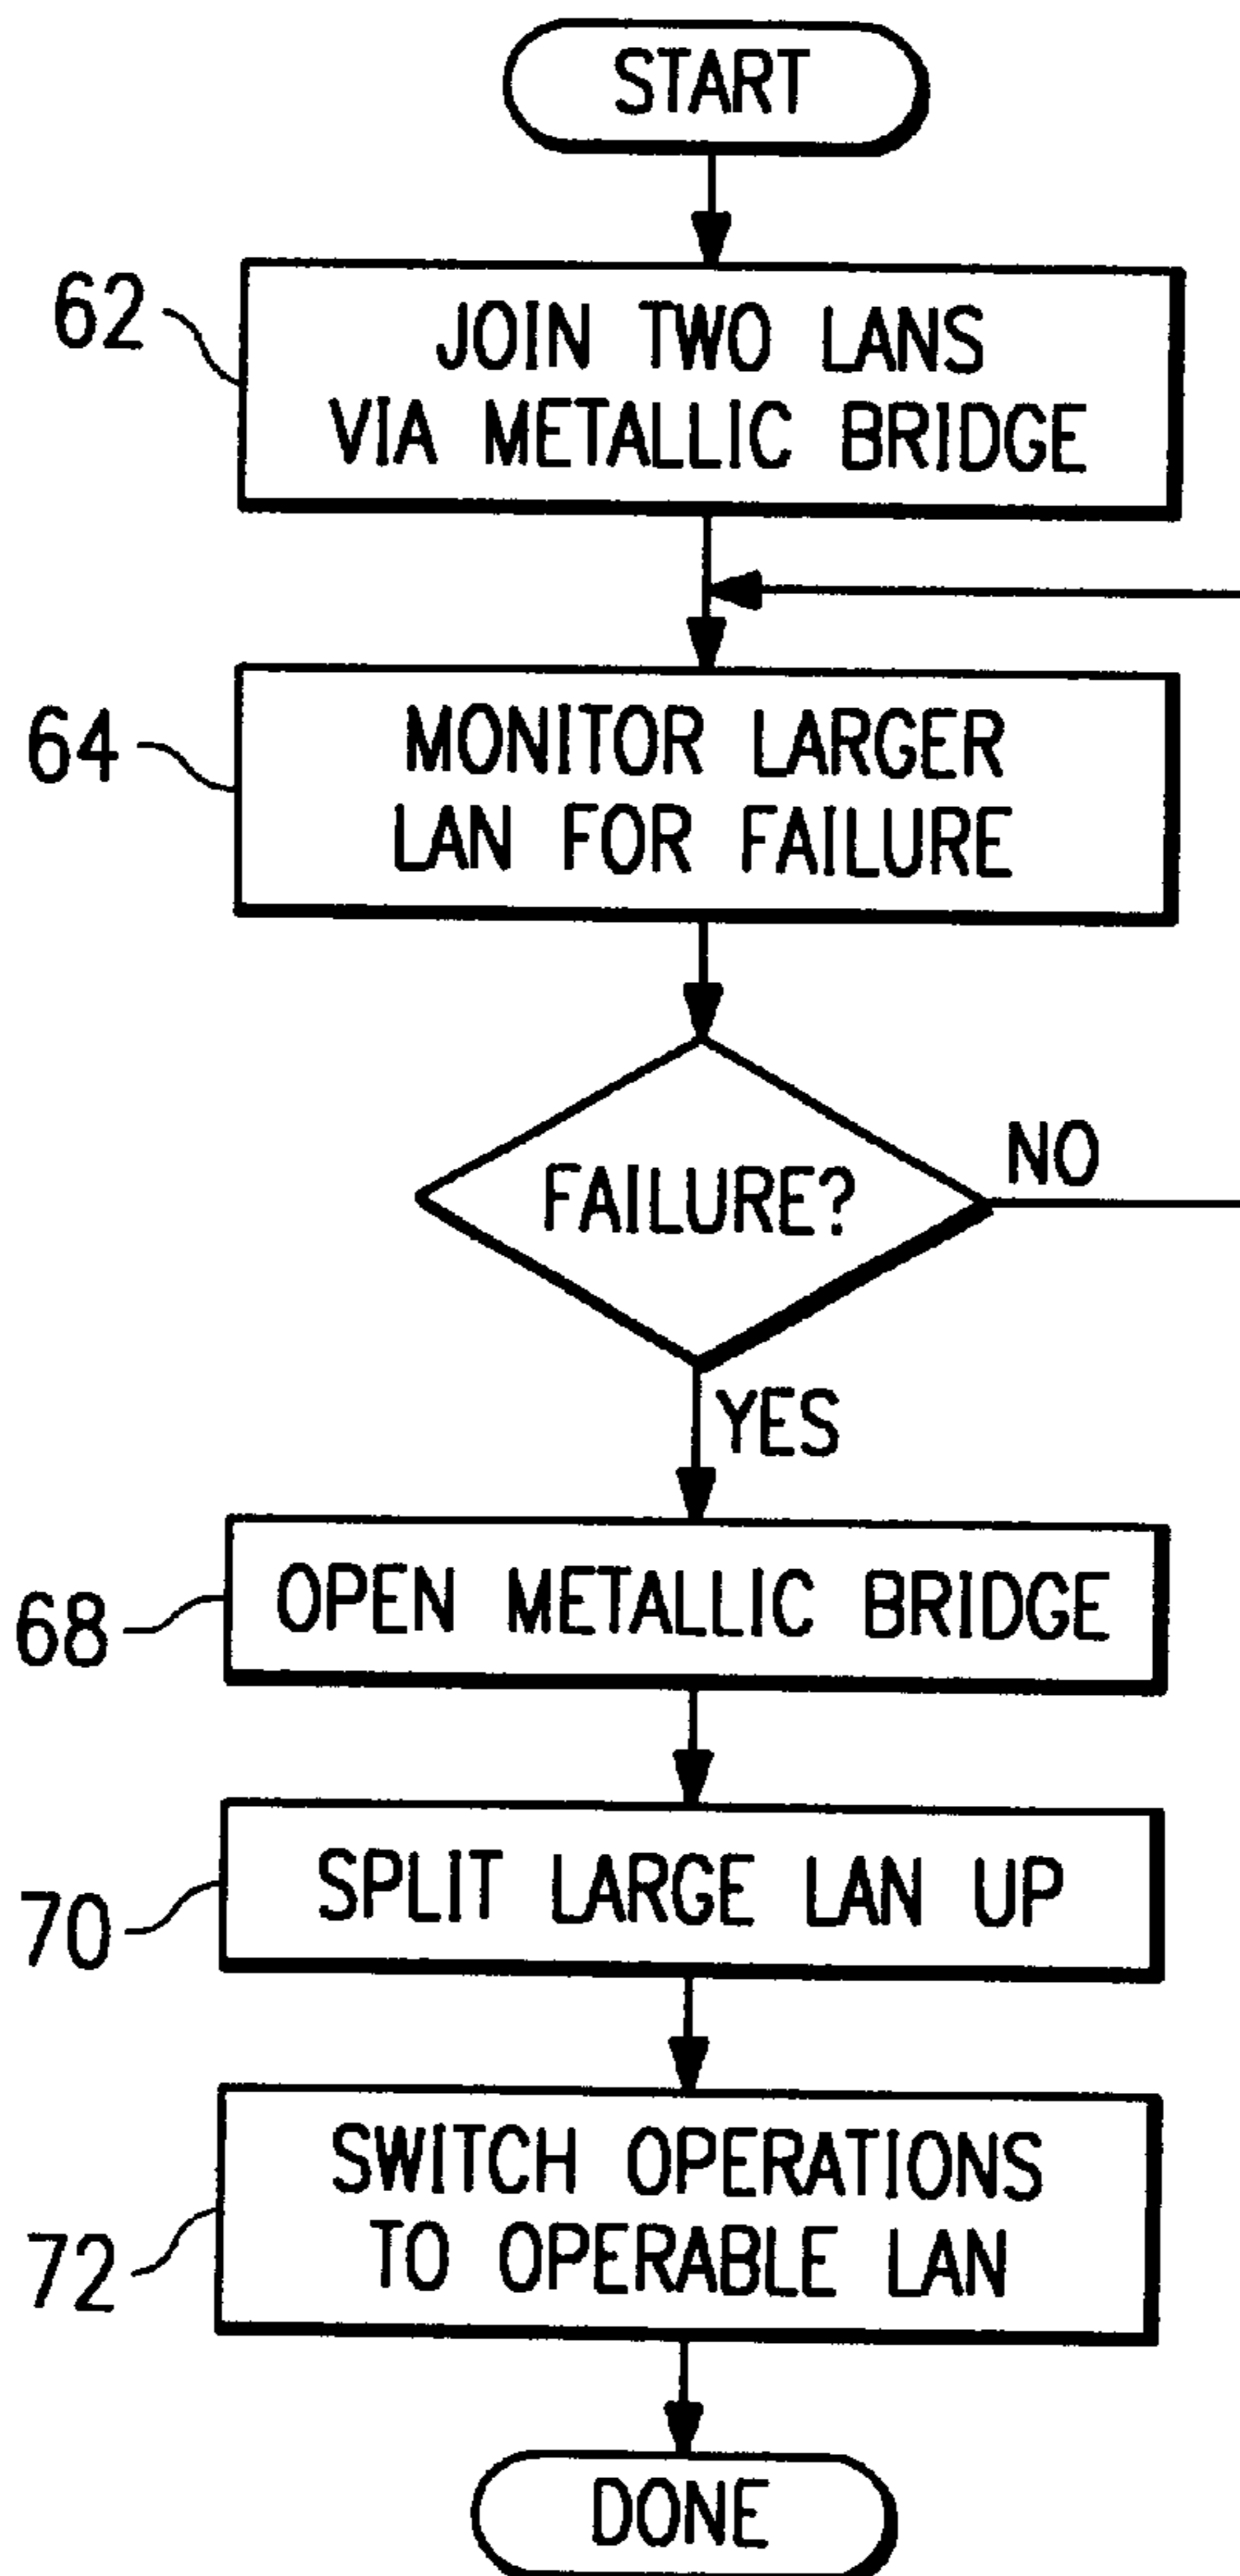 START
62
JOIN TWO LANS
VIA METALLIC BRIDGE
64
MONITOR LARGER
LAN FOR FAILURE
FAILURE?
NO
YES
68
OPEN METALLIC BRIDGE
70
SPLIT LARGE LAN UP
72
SWITCH OPERATIONS
TO OPERABLE LAN
DONE